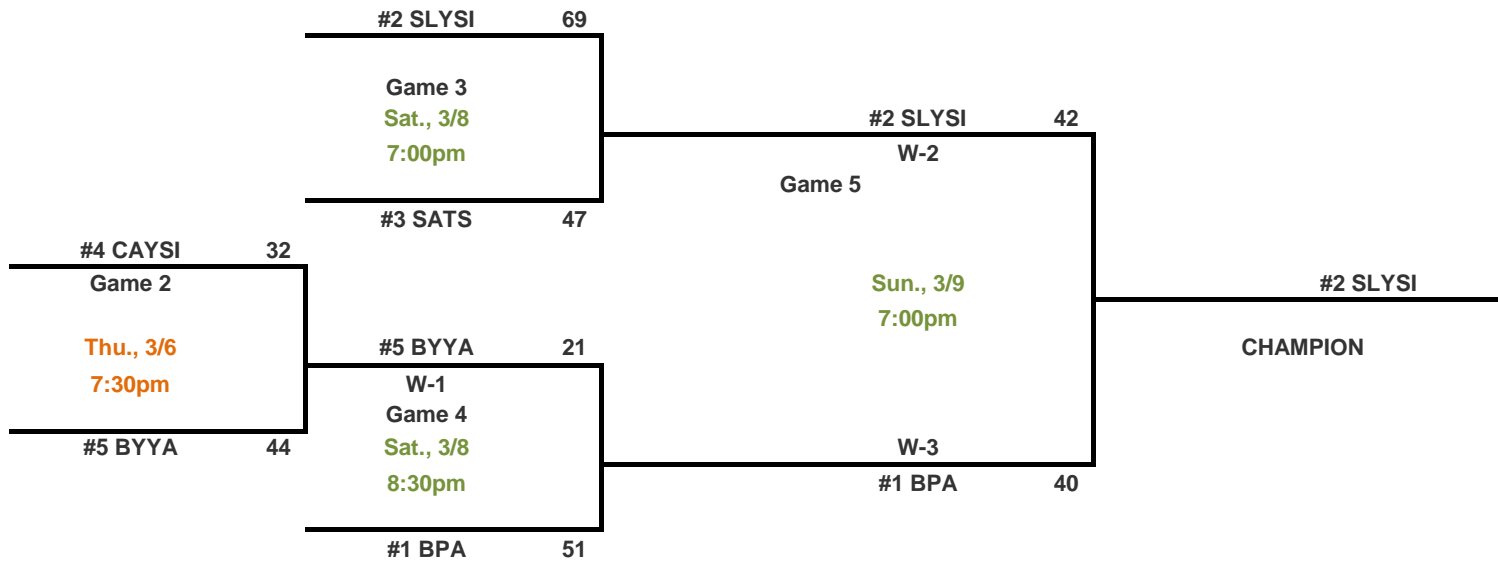 #2 SLYSI 69
Game 3
Sat., 3/8
7:00pm
#3 SATS 47
#2 SLYSI 42
W-2
Game 5
#4 CAYSI 32
Game 2
Thu., 3/6
7:30pm
#5 BYYA 44
#5 BYYA 21
W-1
Game 4
Sat., 3/8
8:30pm
#1 BPA 51
Sun., 3/9
7:00pm
W-3
#1 BPA 40
#2 SLYSI
CHAMPION